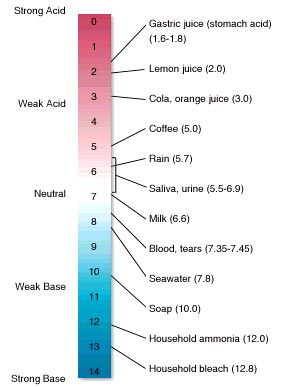 Strong Acid
0
Gastric juice (stomach acid)
(1.6-1.8)
1
2
Lemon juice (2.0)
3
Cola, orange juice (3.0)
Weak Acid
4
Coffee (5.0)
5
Rain (5.7)
6
Saliva, urine (5.5-6.9)
Neutral
7
Milk (6.6)
8
Blood, tears (7.35-7.45)
9
Seawater (7.8)
10
Weak Base
Soap (10.0)
11
12
Household ammonia (12.0)
13
Household bleach (12.8)
14
Strong Base